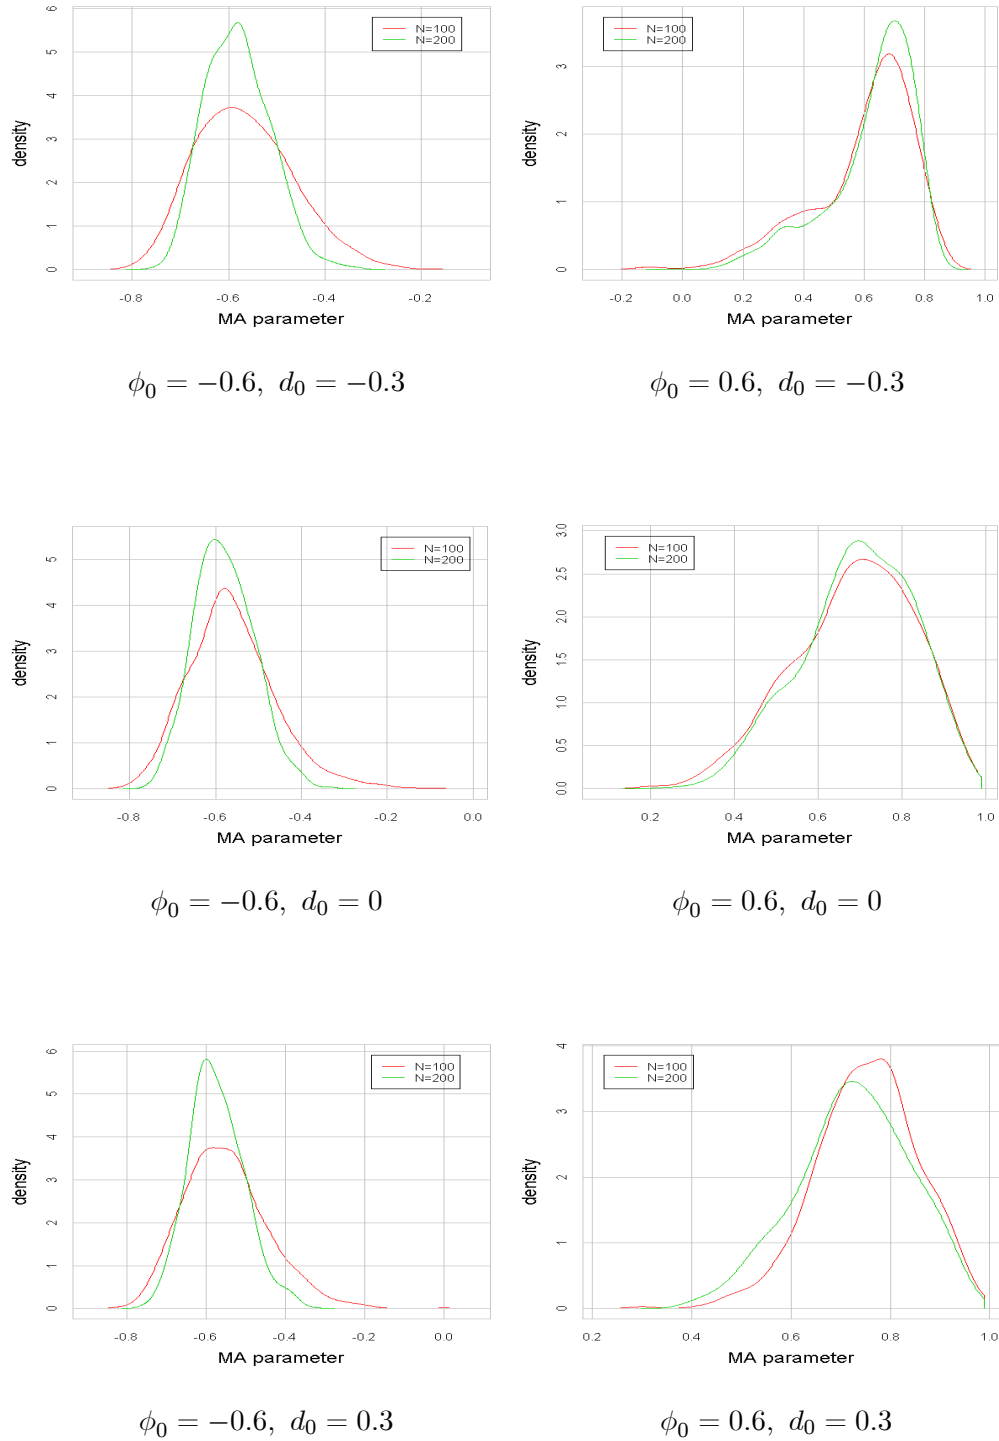 6
5
4
3
2
1
0
density
N=100
N=200
-0.8
-0.6
-0.4
-0.2
MA parameter
ϕ₀ = −0.6, d₀ = −0.3
3
2
1
0
density
N=100
N=200
-0.2
0.0
0.2
0.4
0.6
0.8
1.0
MA parameter
ϕ₀ = 0.6, d₀ = −0.3
5
4
3
2
1
0
density
N=100
N=200
-0.8
-0.6
-0.4
-0.2
0.0
MA parameter
ϕ₀ = −0.6, d₀ = 0
3.0
2.5
2.0
1.5
1.0
0.5
0.0
density
N=100
N=200
0.2
0.4
0.6
0.8
1.0
MA parameter
ϕ₀ = 0.6, d₀ = 0
6
5
4
3
2
1
0
density
N=100
N=200
-0.8
-0.6
-0.4
-0.2
0.0
MA parameter
ϕ₀ = −0.6, d₀ = 0.3
4
3
2
1
0
density
N=100
N=200
0.2
0.4
0.6
0.8
1.0
MA parameter
ϕ₀ = 0.6, d₀ = 0.3